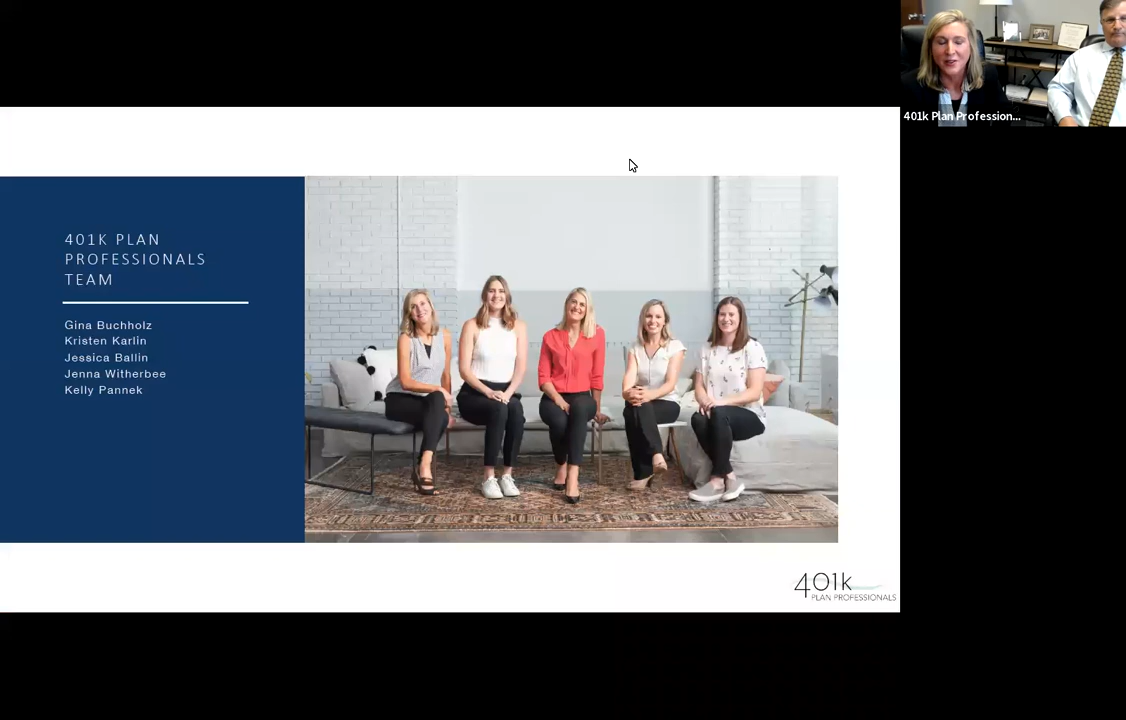 401k Plan Profession...
401K PLAN
PROFESSIONALS
TEAM
Gina Buchholz
Kristen Karlin
Jessica Ballin
Jenna Witherbee
Kelly Pannek
401k
PLAN PROFESSIONALS